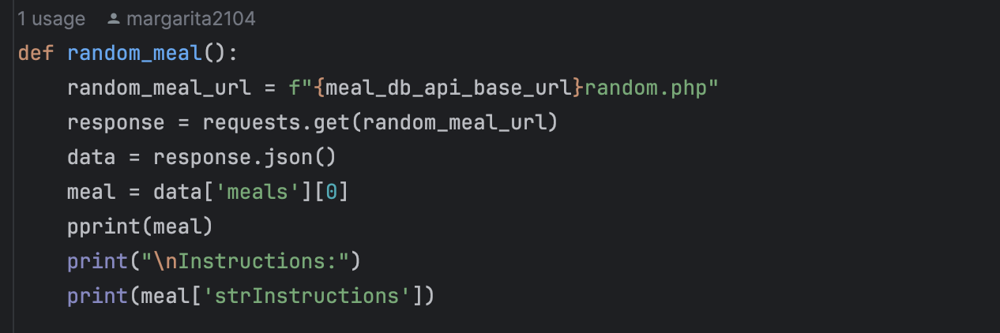 1 usage margarita2104
def random_meal():
    random_meal_url = f"{meal_db_api_base_url}random.php"
    response = requests.get(random_meal_url)
    data = response.json()
    meal = data['meals'][0]
    pprint(meal)
    print("\nInstructions:")
    print(meal['strInstructions'])